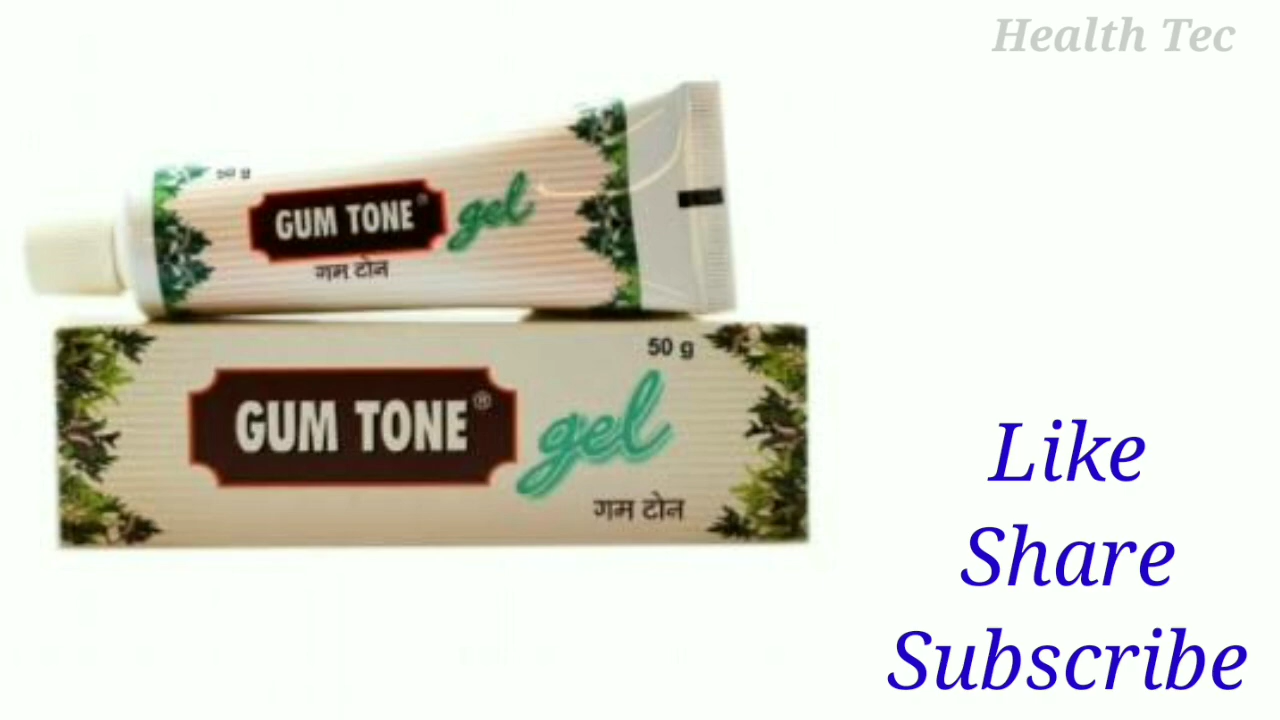 Health Tec
50 g
GUM TONE® gel
गम टोन
50 g
GUM TONE® gel
गम टोन
Like
Share
Subscribe